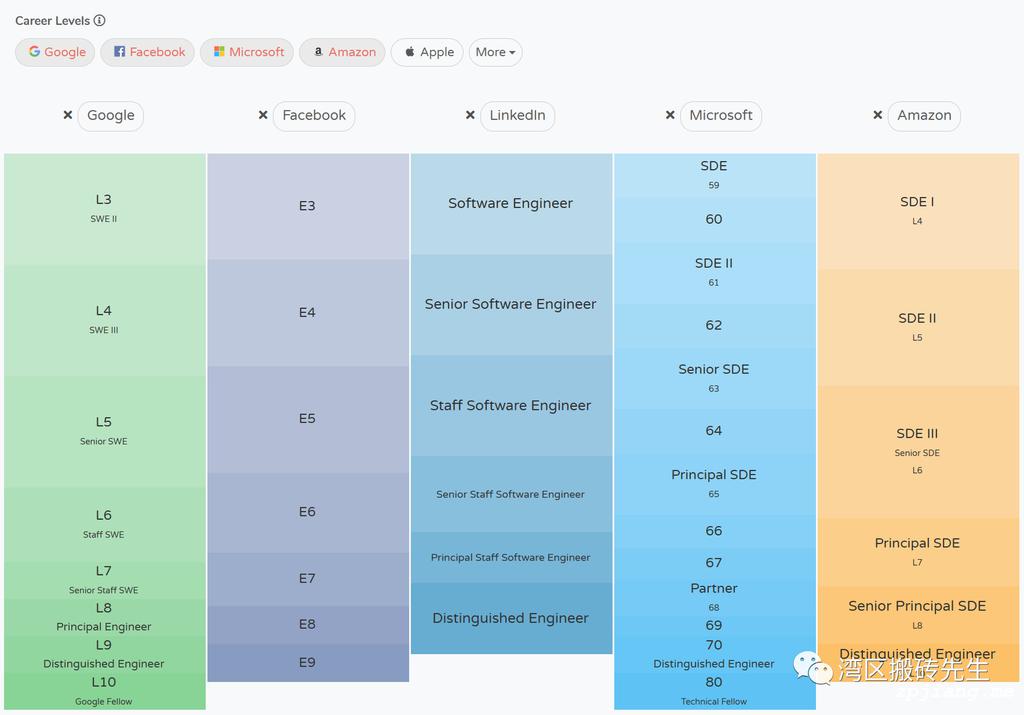 Career Levels
Google
Facebook
Microsoft
Amazon
Apple
More
Google
Facebook
LinkedIn
Microsoft
Amazon
L3
SWE II
L4
SWE III
L5
Senior SWE
L6
Staff SWE
L7
Senior Staff SWE
L8
Principal Engineer
L9
Distinguished Engineer
L10
Google Fellow
E3
E4
E5
E6
E7
E8
E9
Software Engineer
Senior Software Engineer
Staff Software Engineer
Senior Staff Software Engineer
Principal Staff Software Engineer
Distinguished Engineer
SDE
59
60
SDE II
61
62
Senior SDE
63
64
Principal SDE
65
66
67
Partner
68
69
70
Distinguished Engineer
80
Technical Fellow
SDE I
L4
SDE II
L5
SDE III
Senior SDE
L6
Principal SDE
L7
Senior Principal SDE
L8
Distinguished Engineer
湾区搬砖先生
zpjiang.me